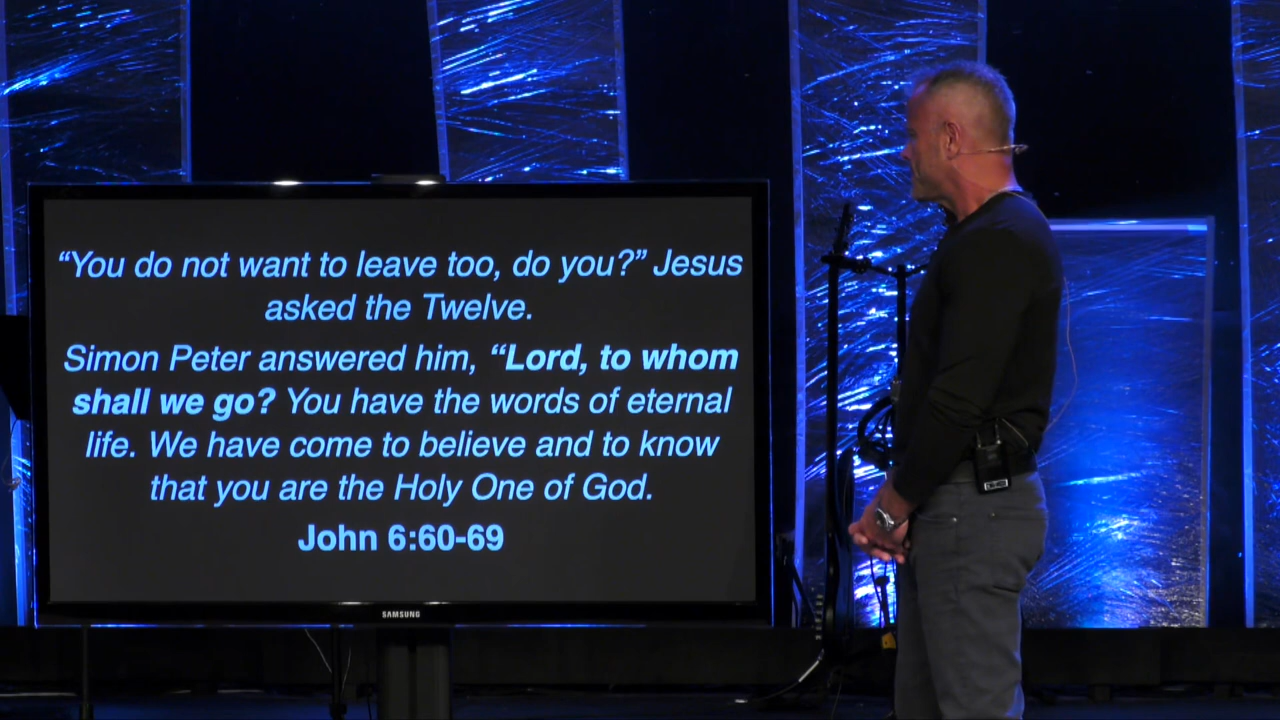 “You do not want to leave too, do you?” Jesus
asked the Twelve.
Simon Peter answered him, “Lord, to whom
shall we go? You have the words of eternal
life. We have come to believe and to know
that you are the Holy One of God.
John 6:60-69
SAMSUNG